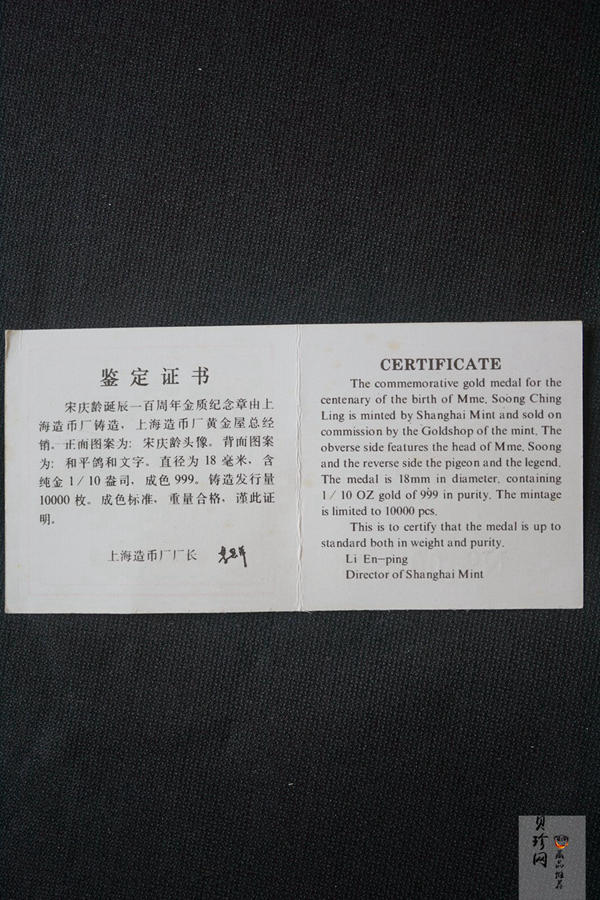 鉴定证书
宋庆龄诞辰一百周年金质纪念章由上
海造币厂铸造，上海造币厂黄金屋总经
销。正面图案为：宋庆龄头像。背面图案
为：和平鸽和文字。直径为18毫米，含
纯金1/10盎司，成色999。铸造发行量
10000枚。成色标准，重量合格，谨此证
明。
上海造币厂厂长
CERTIFICATE
The commemorative gold medal for the
centenary of the birth of Mme. Soong Ching
Ling is minted by Shanghai Mint and sold on
commission by the Goldshop of the mint. The
obverse side features the head of Mme. Soong
and the reverse side the pigeon and the legend.
The medal is 18mm in diameter, containing
1/10 OZ gold of 999 in purity. The mintage
is limited to 10000 pcs.
This is to certify that the medal is up to
standard both in weight and purity.
Li En-ping
Director of Shanghai Mint
珍网
藏品推荐